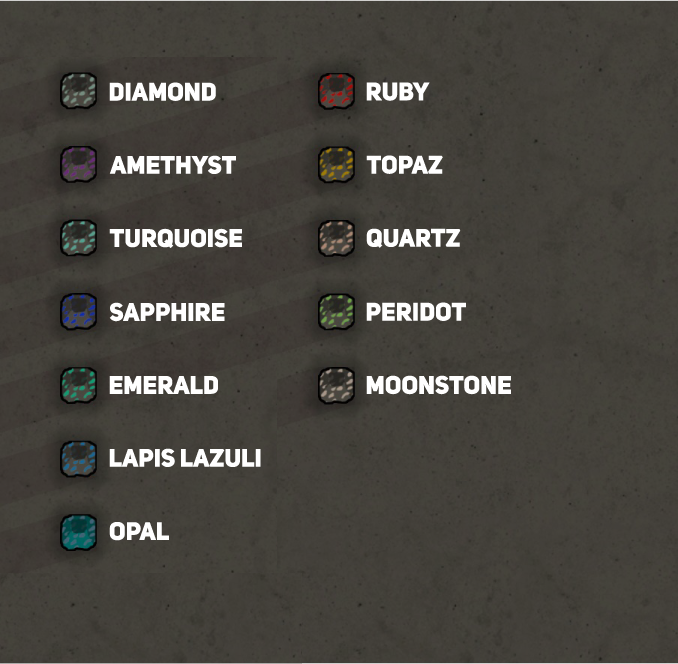 DIAMOND
AMETHYST
TURQUOISE
SAPPHIRE
EMERALD
LAPIS LAZULI
OPAL
RUBY
TOPAZ
QUARTZ
PERIDOT
MOONSTONE